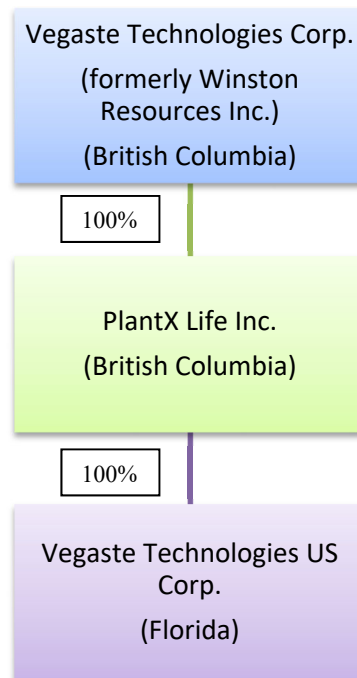 Vegaste Technologies Corp.
(formerly Winston
Resources Inc.)
(British Columbia)
100%
PlantX Life Inc.
(British Columbia)
100%
Vegaste Technologies US
Corp.
(Florida)